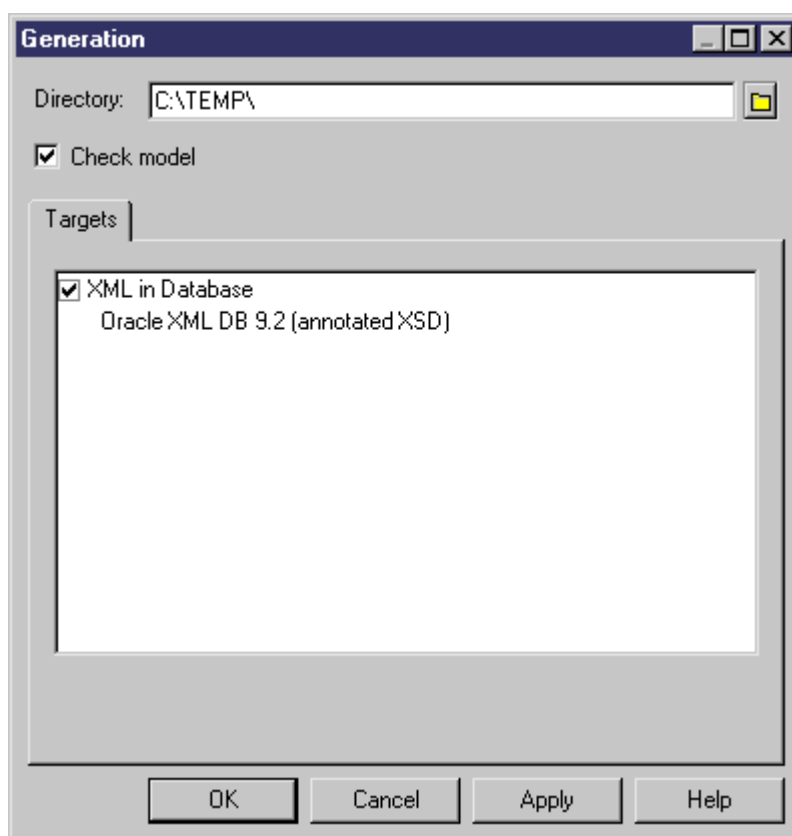 Generation
Directory: C:\TEMP\
Check model
Targets
XML in Database
Oracle XML DB 9.2 (annotated XSD)
OK Cancel Apply Help